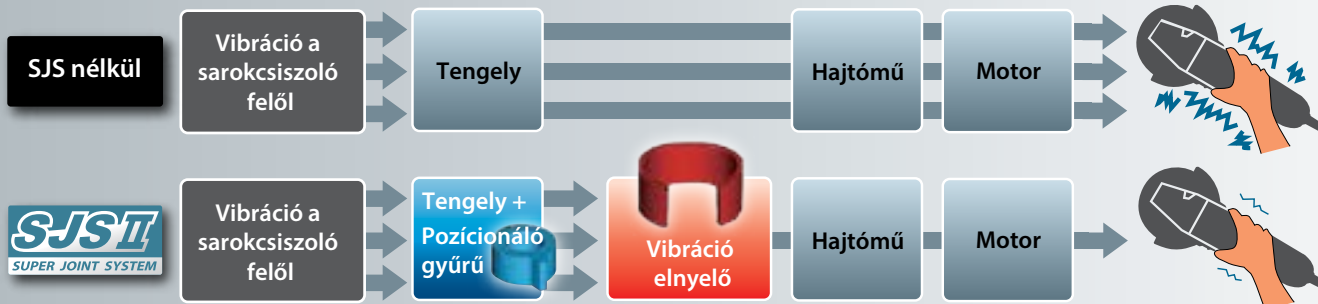 SJS nélkül
Vibráció a
sarokcsiszoló
felől
Tengely
Hajtómű
Motor
SJS II
SUPER JOINT SYSTEM
Vibráció a
sarokcsiszoló
felől
Tengely +
Pozícionáló
gyűrű
Vibráció
elnyelő
Hajtómű
Motor